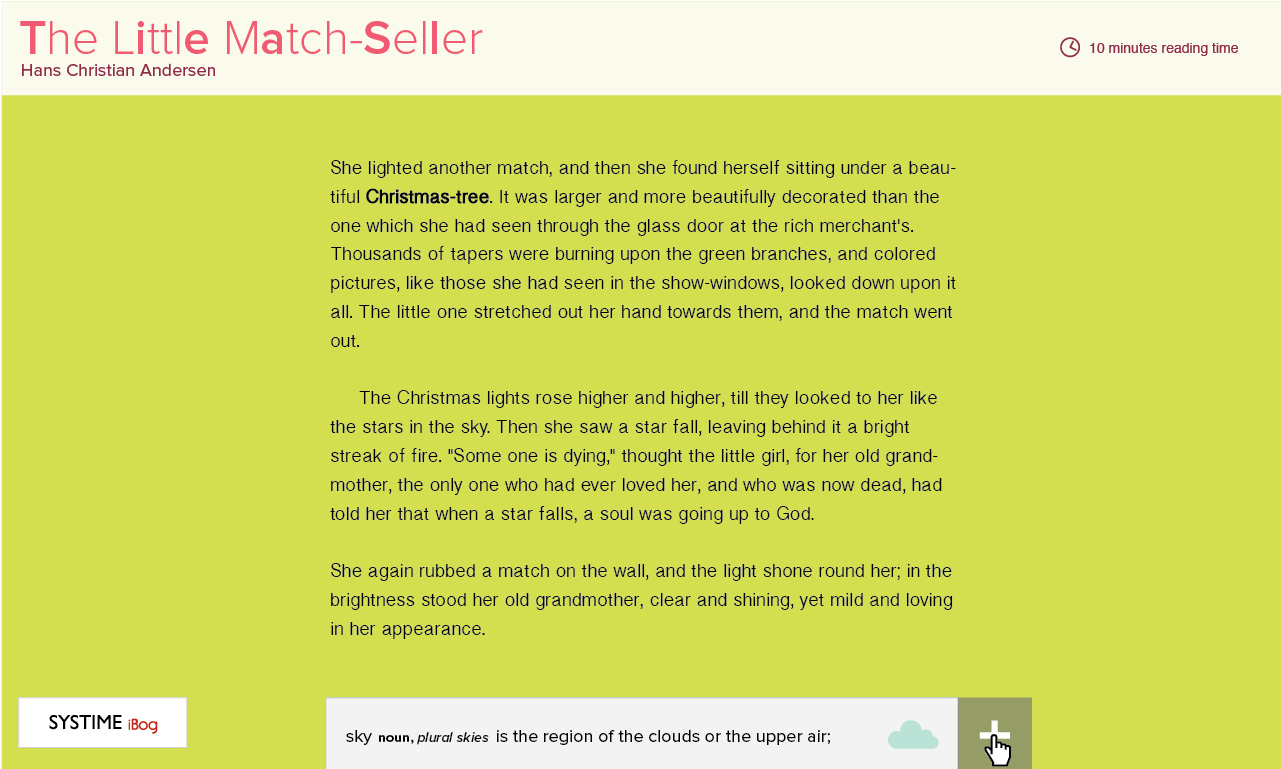 The Little Match-Seller
Hans Christian Andersen
10 minutes reading time
She lighted another match, and then she found herself sitting under a beau-
tiful Christmas-tree. It was larger and more beautifully decorated than the
one which she had seen through the glass door at the rich merchant's.
Thousands of tapers were burning upon the green branches, and colored
pictures, like those she had seen in the show-windows, looked down upon it
all. The little one stretched out her hand towards them, and the match went
out.
The Christmas lights rose higher and higher, till they looked to her like
the stars in the sky. Then she saw a star fall, leaving behind it a bright
streak of fire. "Some one is dying," thought the little girl, for her old grand-
mother, the only one who had ever loved her, and who was now dead, had
told her that when a star falls, a soul was going up to God.
She again rubbed a match on the wall, and the light shone round her; in the
brightness stood her old grandmother, clear and shining, yet mild and loving
in her appearance.
SYSTIME iBog
sky noun, plural skies is the region of the clouds or the upper air;